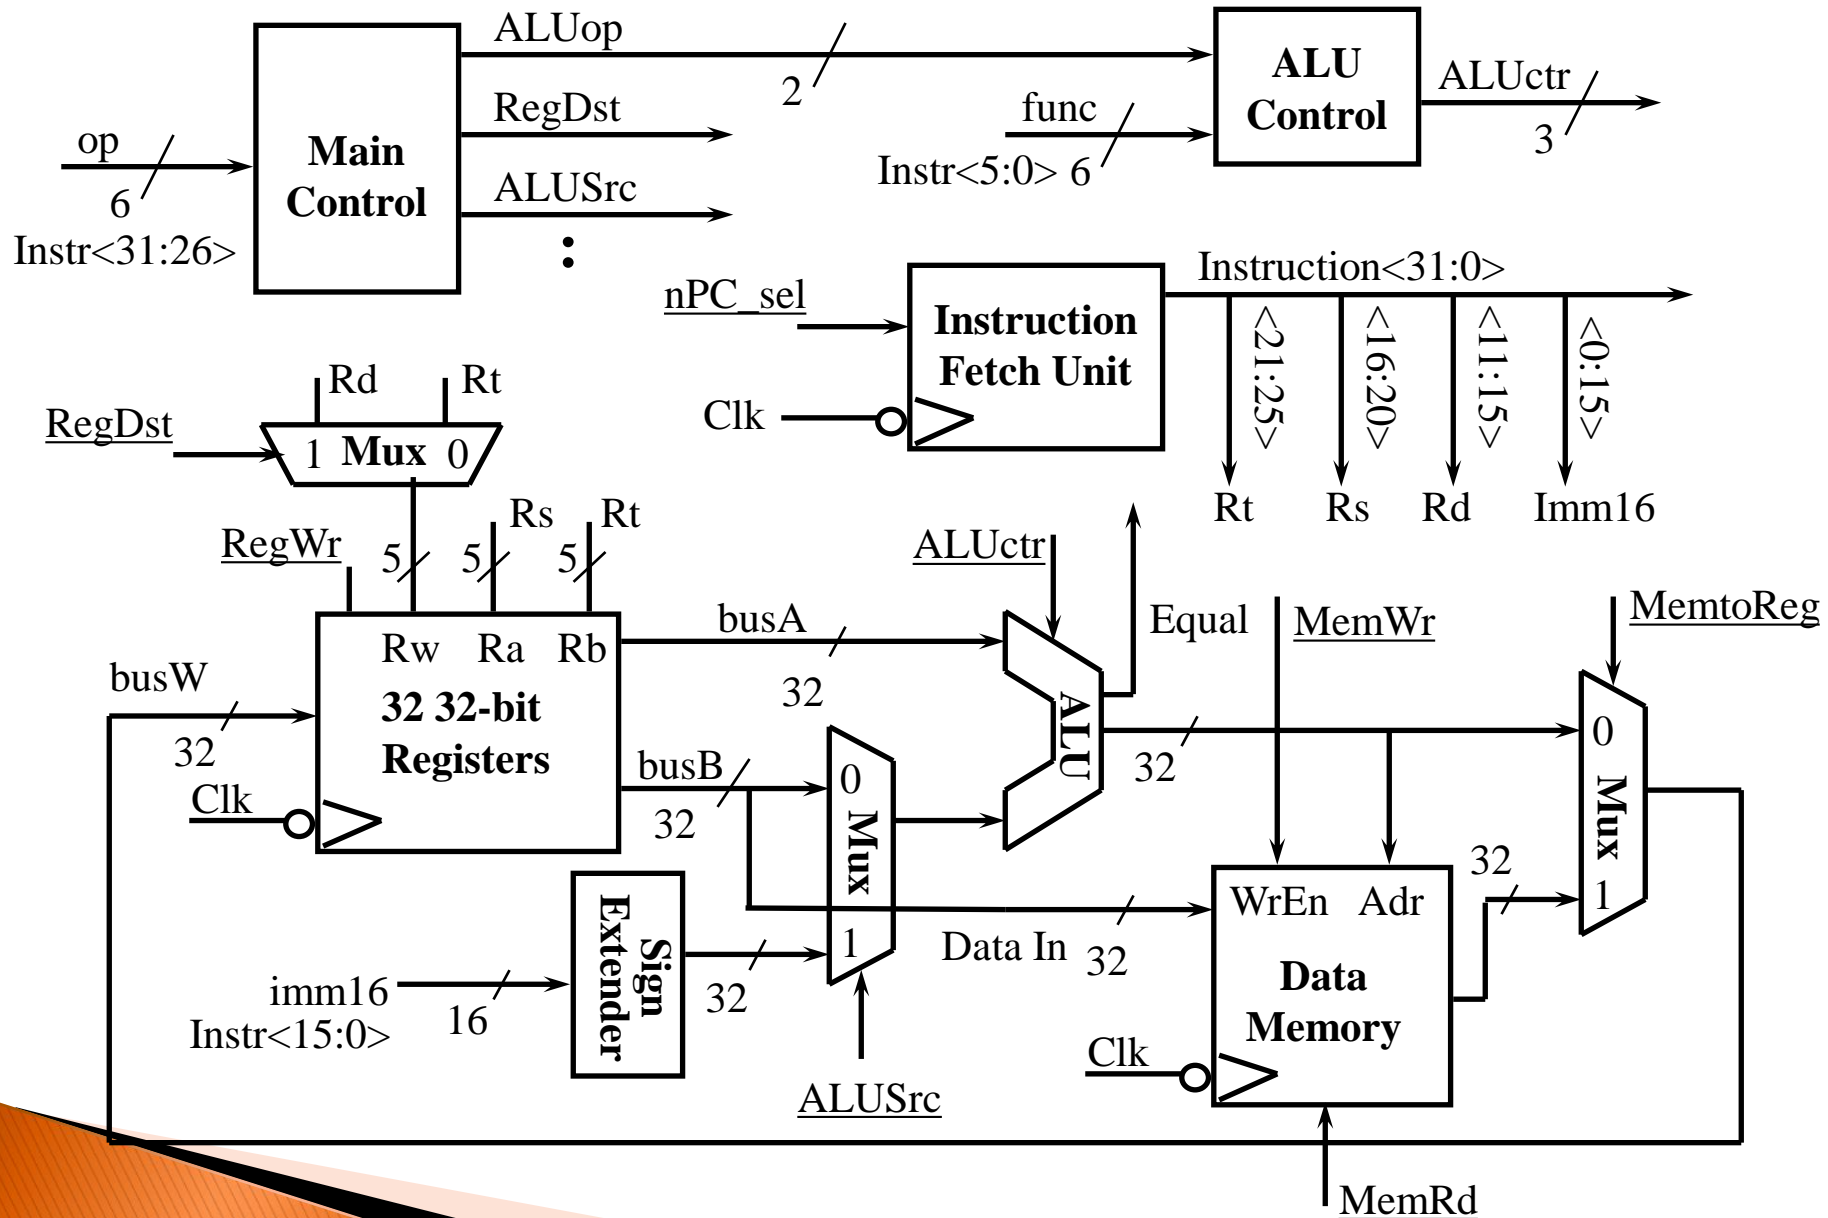 ALUop
2
ALU
Control
ALUctr
3
RegDst
func
Instr<5:0> 6
op
6
Instr<31:26>
Main
Control
ALUSrc
:
Instruction<31:0>
nPC_sel
Instruction
Fetch Unit
Clk
<21:25>
<16:20>
<11:15>
<0:15>
Rt
Rs
Rd
Imm16
Rd
Rt
RegDst
1 Mux 0
Rs
Rt
RegWr
5
5
5
ALUctr
Equal
MemWr
MemtoReg
Rw Ra Rb
busA
32
busW
32
32 32-bit
Registers
busB
32
Clk
0
Mux
1
ALU
32
0
Mux
1
32
Sign
Extender
32
imm16
16
Instr<15:0>
Data In
32
WrEn Adr
Data
Memory
Clk
ALUSrc
MemRd